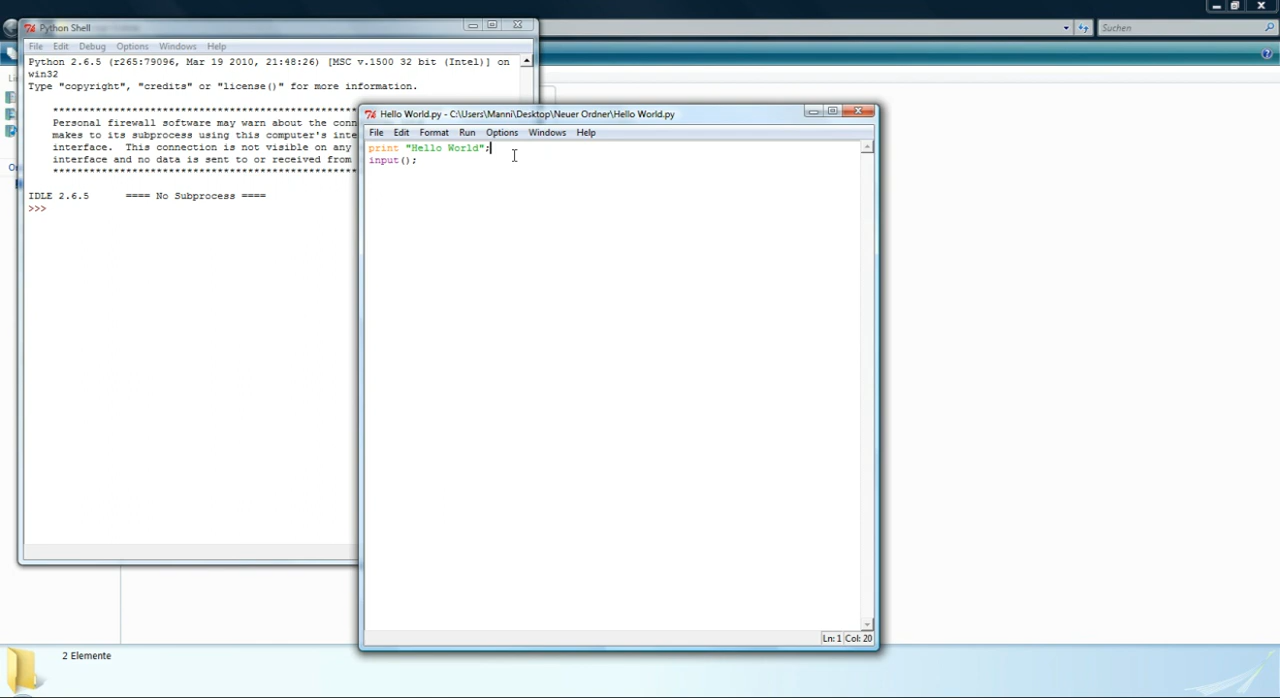 Suchen
Python Shell
File Edit Debug Options Windows Help
Python 2.6.5 (r265:79096, Mar 19 2010, 21:48:26) [MSC v.1500 32 bit (Intel)] on
win32
Type "copyright", "credits" or "license()" for more information.
****************************************************
Personal firewall software may warn about the
makes to its subprocess using this computer's
interface. This connection is not visible on any
interface and no data is sent to or received from
****************************************************
IDLE 2.6.5 ==== No Subprocess ====
>>>
Hello World.py - C:\Users\Manni\Desktop\Neuer Ordner\Hello World.py
File Edit Format Run Options Windows Help
print "Hello World";
input();
Ln: 1 Col: 20
2 Elemente